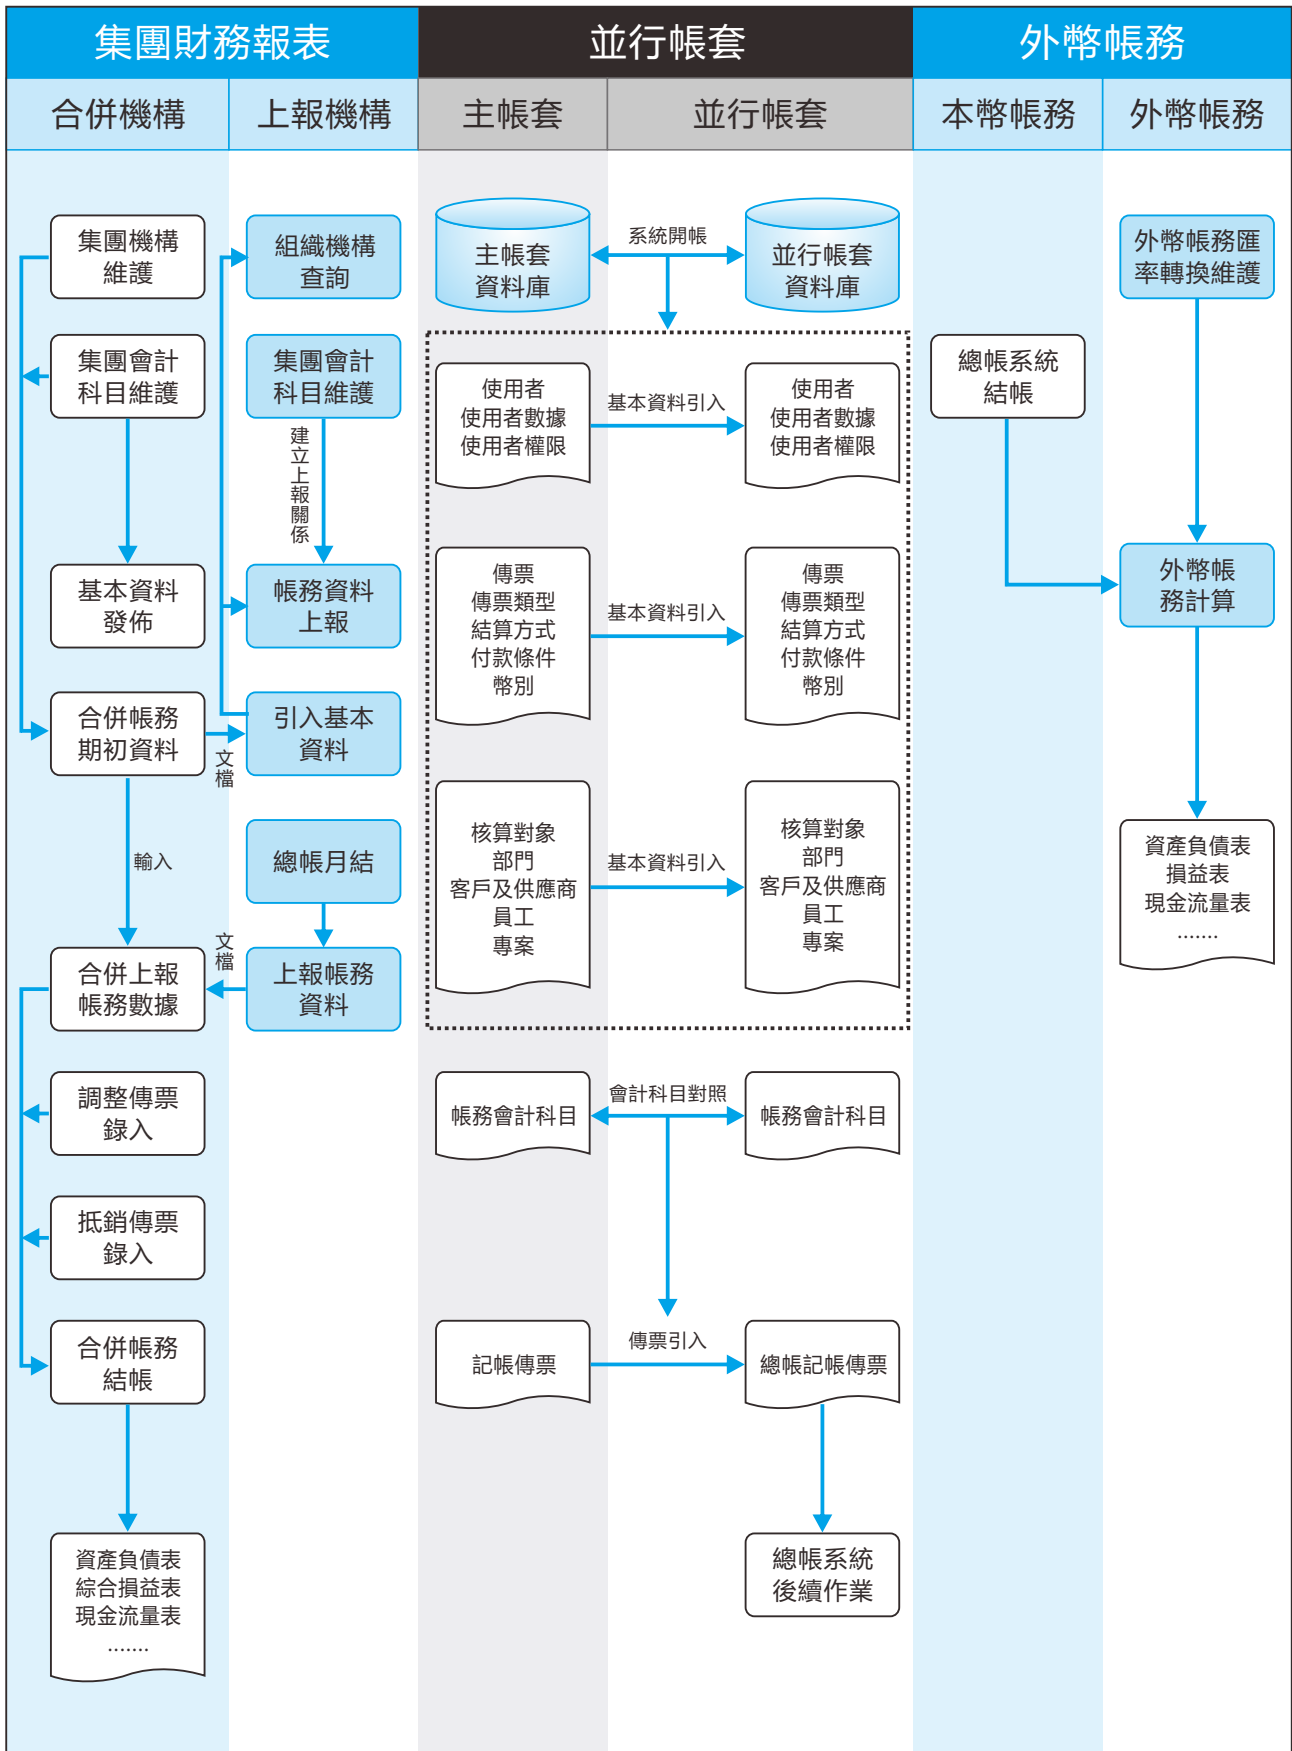 集團財務報表
並行帳套
外幣帳務
合併機構
上報機構
主帳套
並行帳套
本幣帳務
外幣帳務
集團機構
維護
集團會計
科目維護
基本資料
發佈
合併帳務
期初資料
文檔
輸入
合併上報
帳務數據
調整傳票
錄入
抵銷傳票
錄入
合併帳務
結帳
資產負債表
綜合損益表
現金流量表
.......
組織機構
查詢
集團會計
科目維護
建立上報關係
帳務資料
上報
引入基本
資料
總帳月結
文檔
上報帳務
資料
主帳套
資料庫
系統開帳
並行帳套
資料庫
使用者
使用者數據
使用者權限
基本資料引入
使用者
使用者數據
使用者權限
傳票
傳票類型
結算方式
付款條件
幣別
基本資料引入
傳票
傳票類型
結算方式
付款條件
幣別
核算對象
部門
客戶及供應商
員工
專案
基本資料引入
核算對象
部門
客戶及供應商
員工
專案
帳務會計科目
會計科目對照
帳務會計科目
記帳傳票
傳票引入
總帳記帳傳票
總帳系統
後續作業
總帳系統
結帳
外幣帳務匯
率轉換維護
外幣帳
務計算
資產負債表
損益表
現金流量表
.......